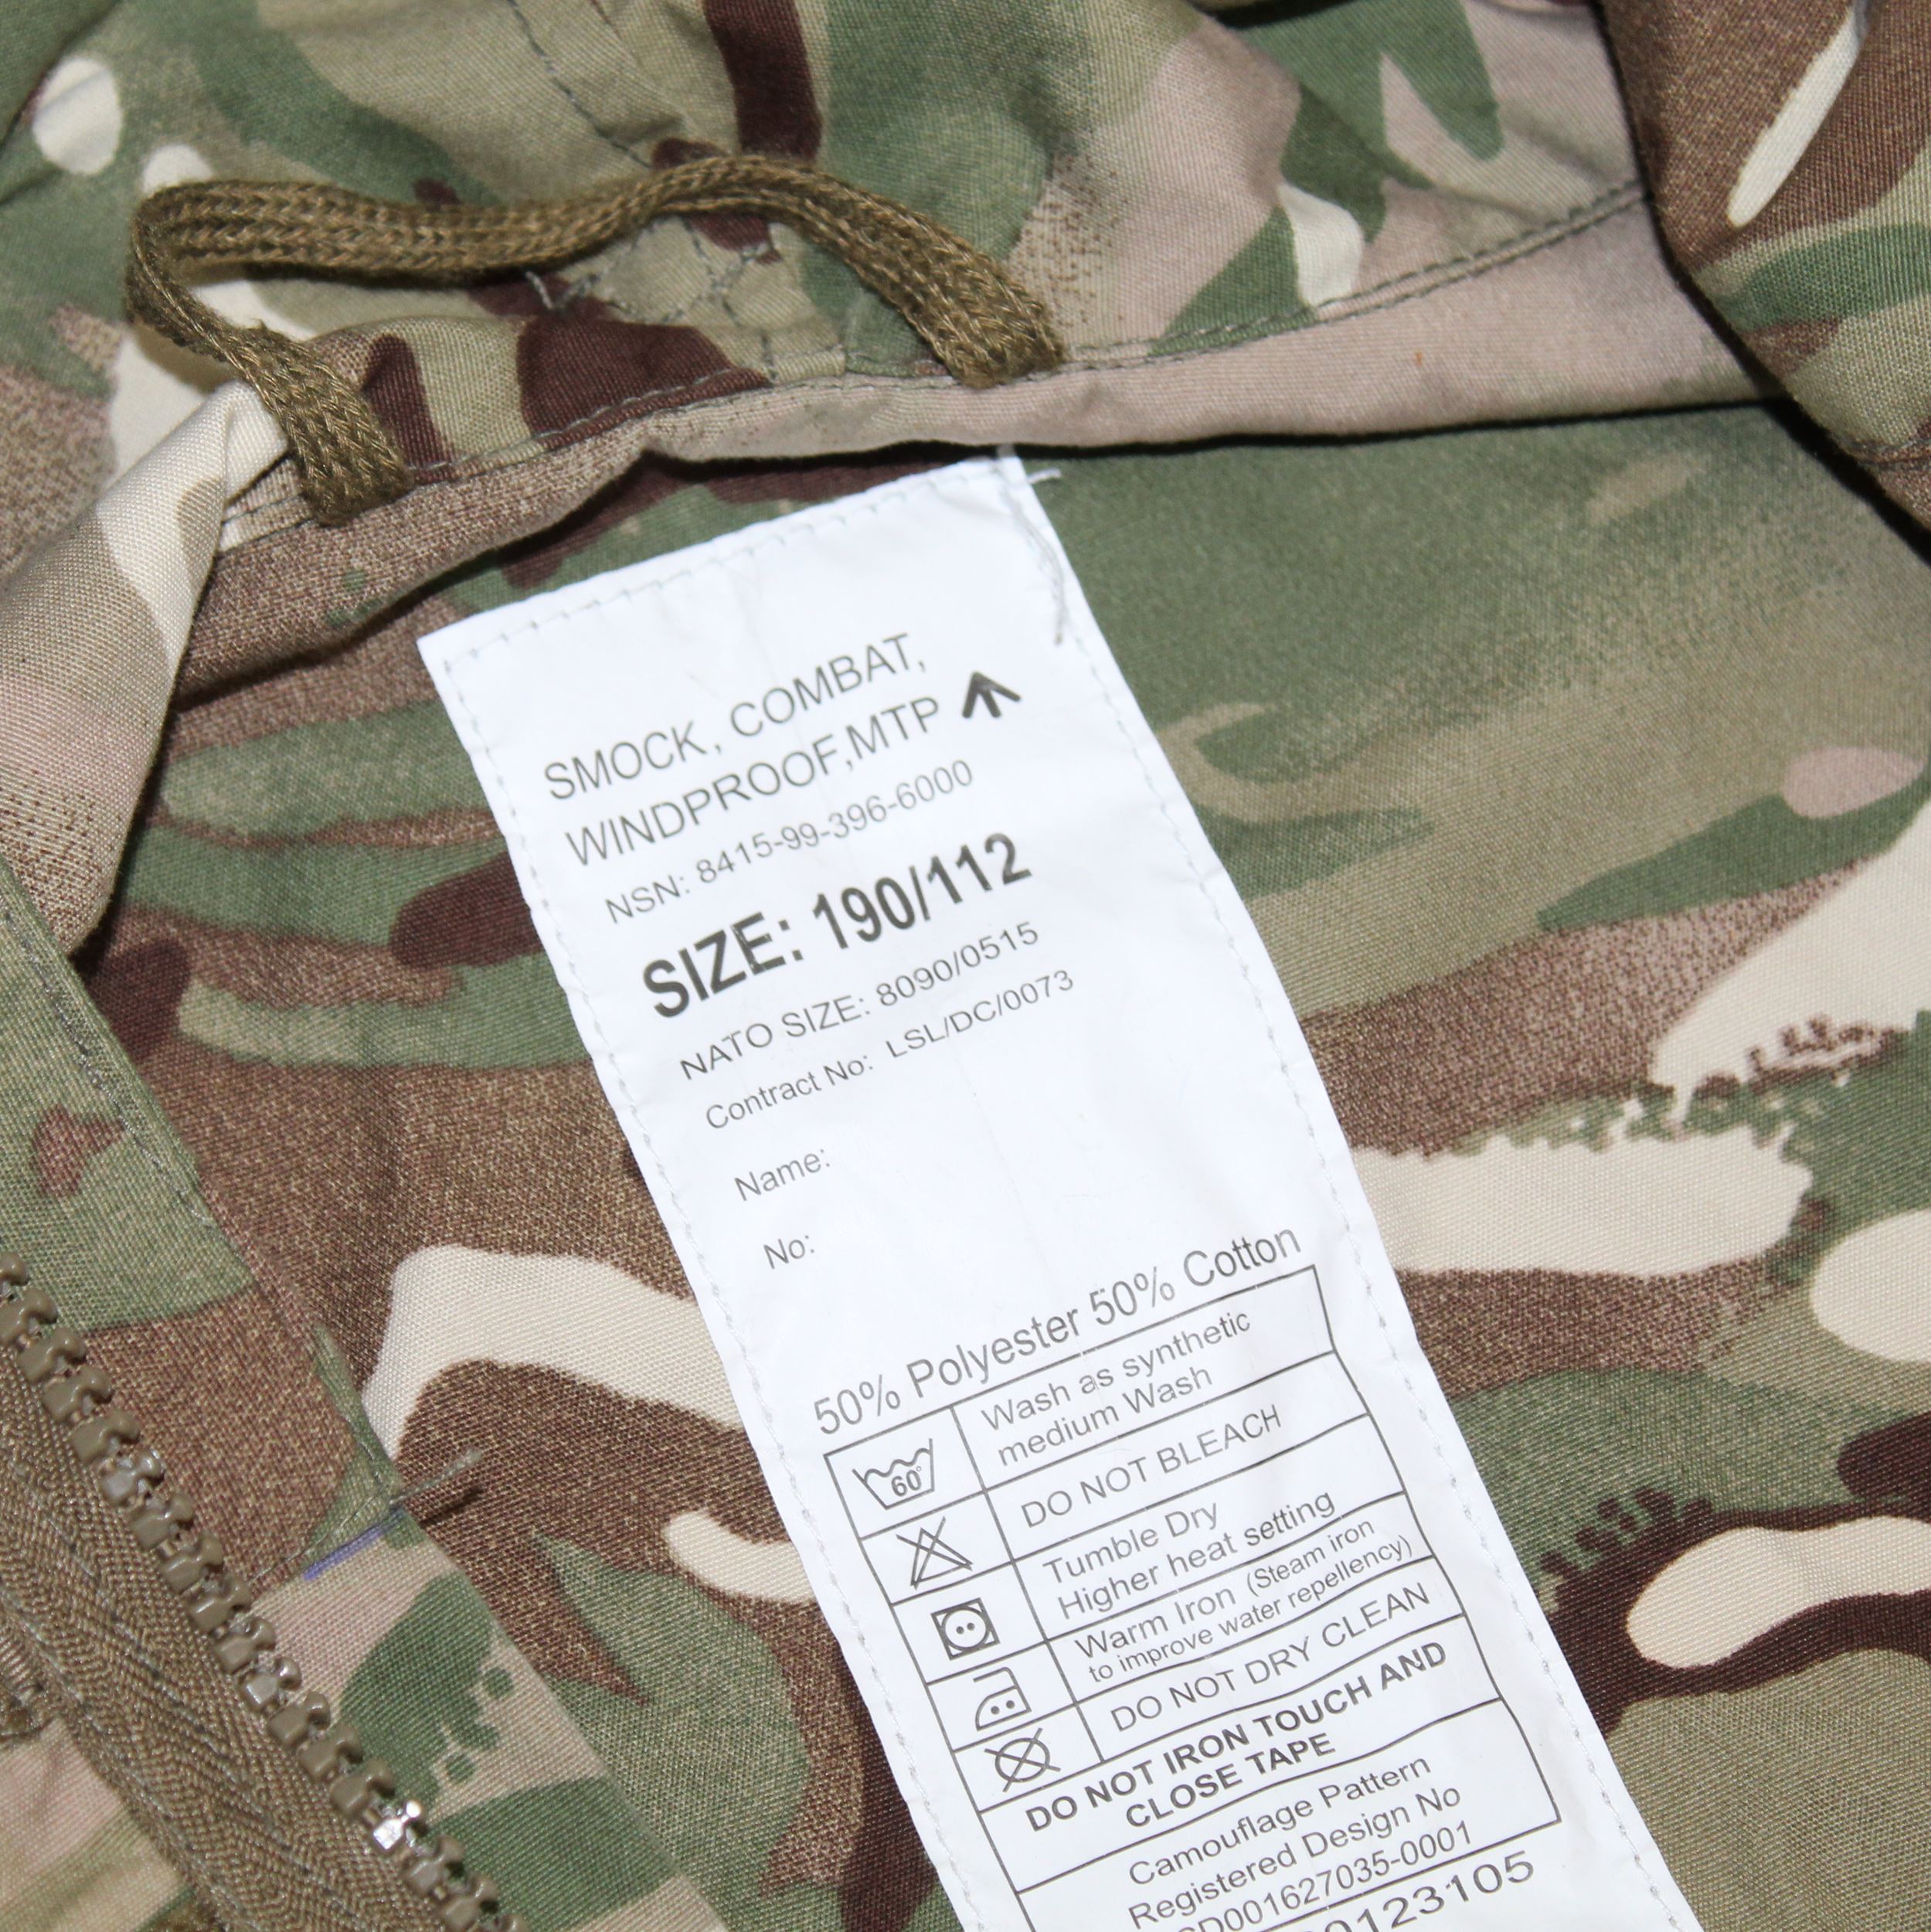 SMOCK, COMBAT,
WINDPROOF,MTP
NSN: 8415-99-396-6000
SIZE: 190/112
NATO SIZE: 8090/0515
Contract No: LSL/DC/0073
Name:
No:
50% Polyester 50% Cotton
60° Wash as synthetic
medium Wash
DO NOT BLEACH
Tumble Dry
Higher heat setting
Warm Iron (Steam iron
to improve water repellency)
DO NOT DRY CLEAN
DO NOT IRON TOUCH AND
CLOSE TAPE
Camouflage Pattern
Registered Design No